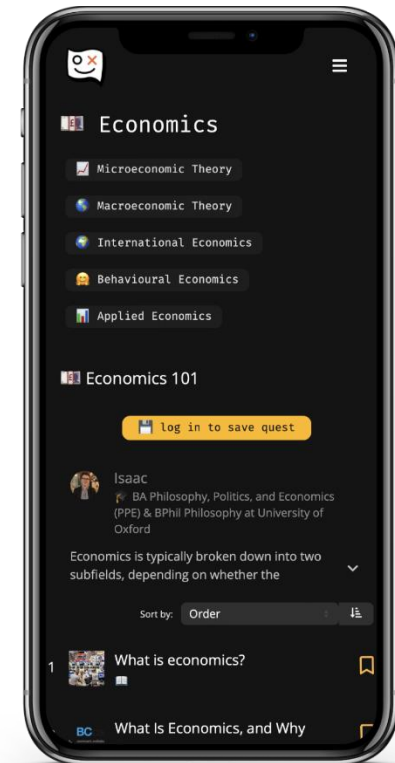 Economics
Microeconomic Theory
Macroeconomic Theory
International Economics
Behavioural Economics
Applied Economics
Economics 101
log in to save quest
Isaac
BA Philosophy, Politics, and Economics
(PPE) & BPhil Philosophy at University of
Oxford
Economics is typically broken down into two
subfields, depending on whether the
Sort by: Order
1 What is economics?
BC What Is Economics, and Why